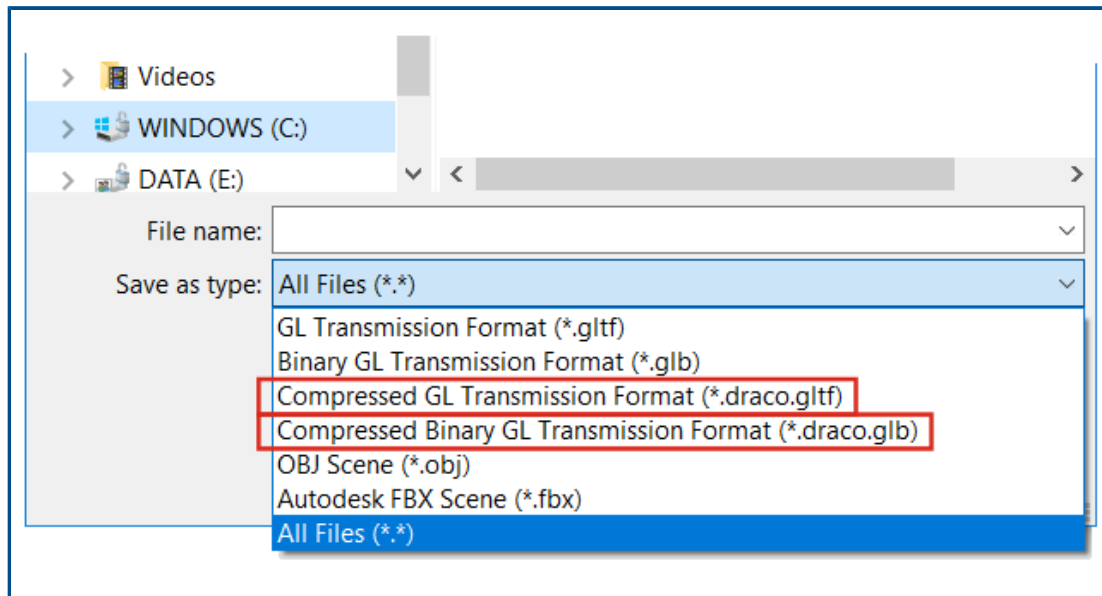 Videos
WINDOWS (C:)
DATA (E:)
File name:
Save as type: All Files (*.*)
GL Transmission Format (*.gltf)
Binary GL Transmission Format (*.glb)
Compressed GL Transmission Format (*.draco.gltf)
Compressed Binary GL Transmission Format (*.draco.glb)
OBJ Scene (*.obj)
Autodesk FBX Scene (*.fbx)
All Files (*.*)